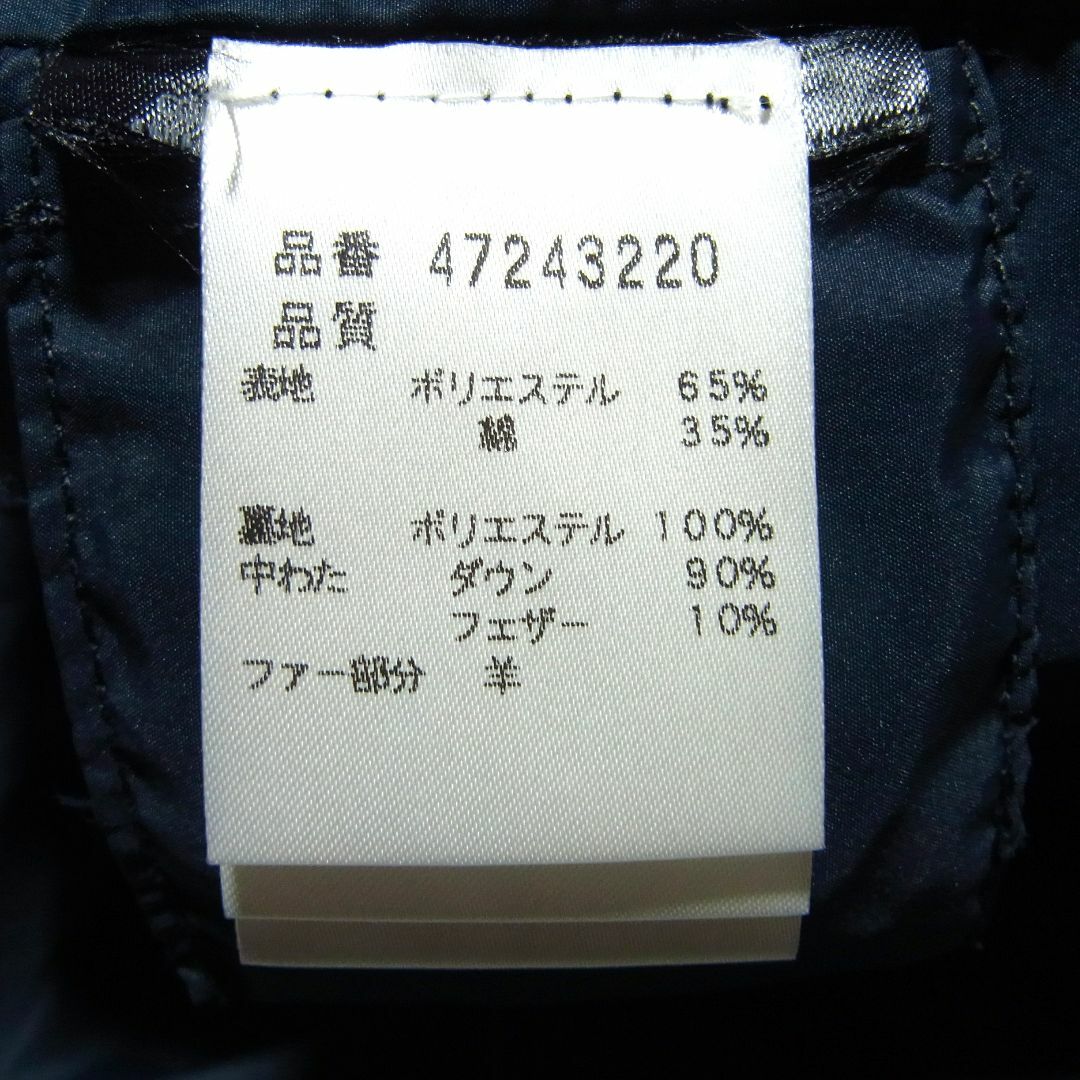 品番 47243220
品質
表地 ポリエステル 65%
綿 35%
裏地 ポリエステル 100%
中わた ダウン 90%
フェザー 10%
ファー部分 羊